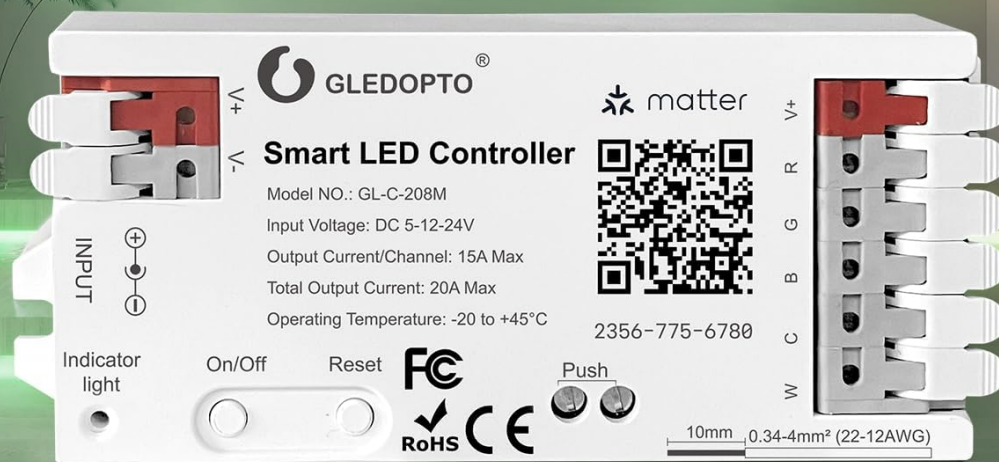 GLEDOPTO®
matter
V+
V-
Smart LED Controller
Model NO.: GL-C-208M
Input Voltage: DC 5-12-24V
Output Current/Channel: 15A Max
Total Output Current: 20A Max
Operating Temperature: -20 to +45°C
2356-775-6780
INPUT
V+
R
G
B
C
W
Indicator
light
On/Off
Reset
FC
RoHS
CE
Push
10mm
0.34-4mm² (22-12AWG)